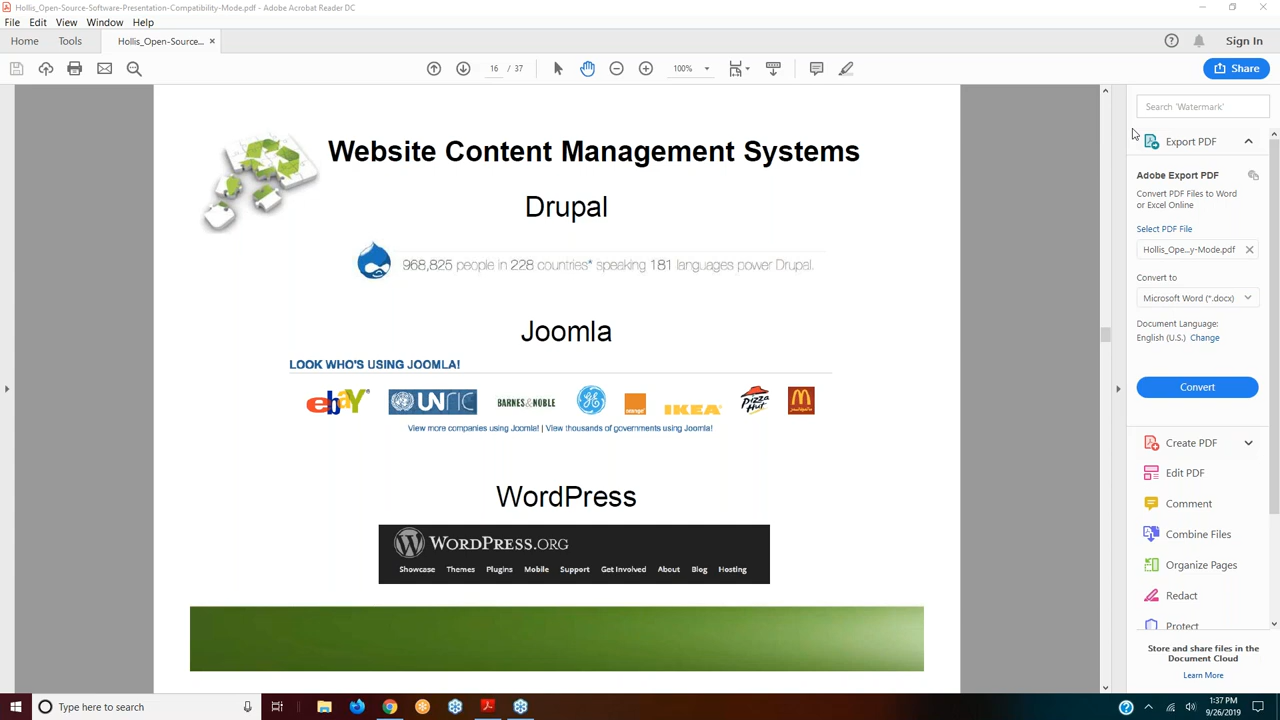 Hollis_Open-Source-Software-Presentation-Compatibility-Mode.pdf - Adobe Acrobat Reader DC
File Edit View Window Help
Home Tools Hollis_Open-Source... × Sign In
16 / 37 100% Share
Website Content Management Systems
Drupal
968,825 people in 228 countries* speaking 181 languages power Drupal.
Joomla
LOOK WHO'S USING JOOMLA!
ebay UNRIC BARNES&NOBLE GE orange IKEA Pizza Hut M
View more companies using Joomla! | View thousands of governments using Joomla!
WordPress
WORDPRESS.ORG
Showcase Themes Plugins Mobile Support Get Involved About Blog Hosting
Search 'Watermark'
Export PDF
Adobe Export PDF
Convert PDF Files to Word
or Excel Online
Select PDF File
Hollis_Ope...y-Mode.pdf ×
Convert to
Microsoft Word (*.docx)
Document Language:
English (U.S.) Change
Convert
Create PDF
Edit PDF
Comment
Combine Files
Organize Pages
Redact
Protect
Store and share files in the
Document Cloud
Learn More
Type here to search
1:37 PM
9/26/2019